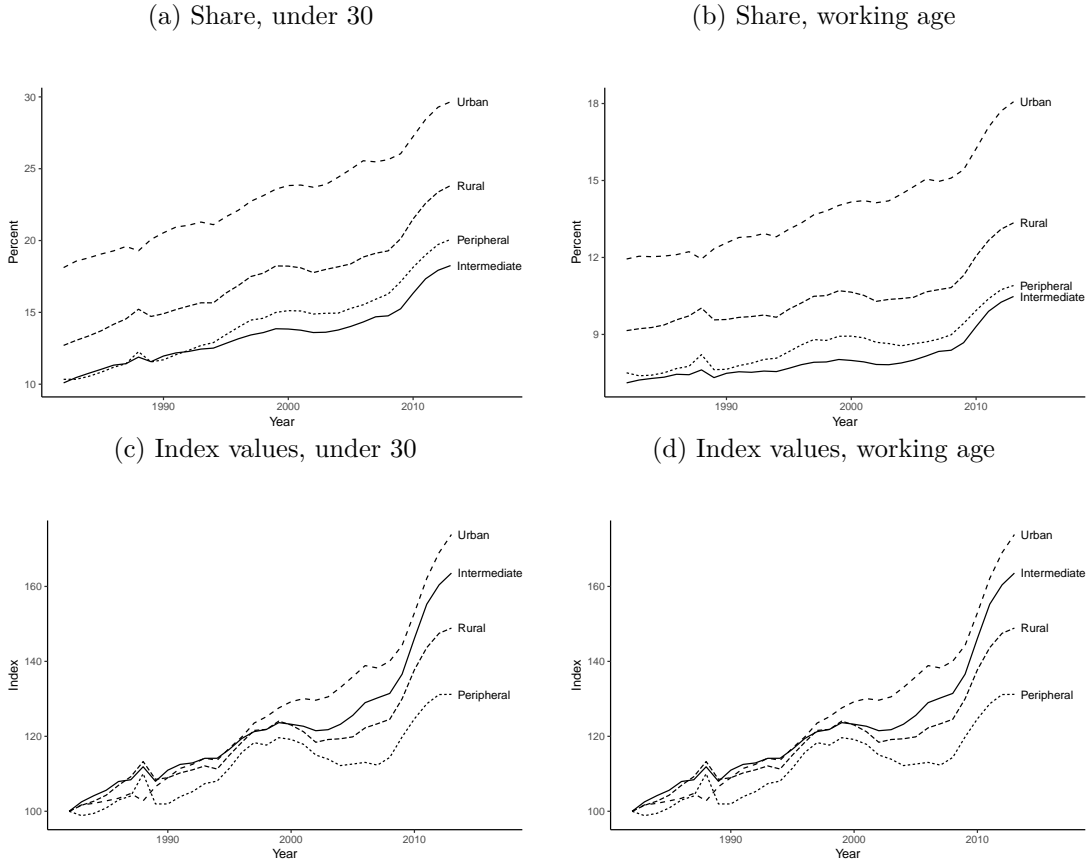 (a) Share, under 30
30
25
20
15
10
Percent
1990
2000
2010
Year
Urban
Rural
Peripheral
Intermediate
(b) Share, working age
18
15
12
9
Percent
1990
2000
2010
Year
Urban
Rural
Peripheral
Intermediate
(c) Index values, under 30
160
140
120
100
Index
1990
2000
2010
Year
Urban
Intermediate
Rural
Peripheral
(d) Index values, working age
160
140
120
100
Index
1990
2000
2010
Year
Urban
Intermediate
Rural
Peripheral